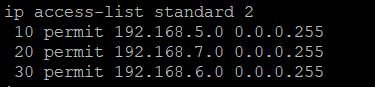 ip access-list standard 2
 10 permit 192.168.5.0 0.0.0.255
 20 permit 192.168.7.0 0.0.0.255
 30 permit 192.168.6.0 0.0.0.255